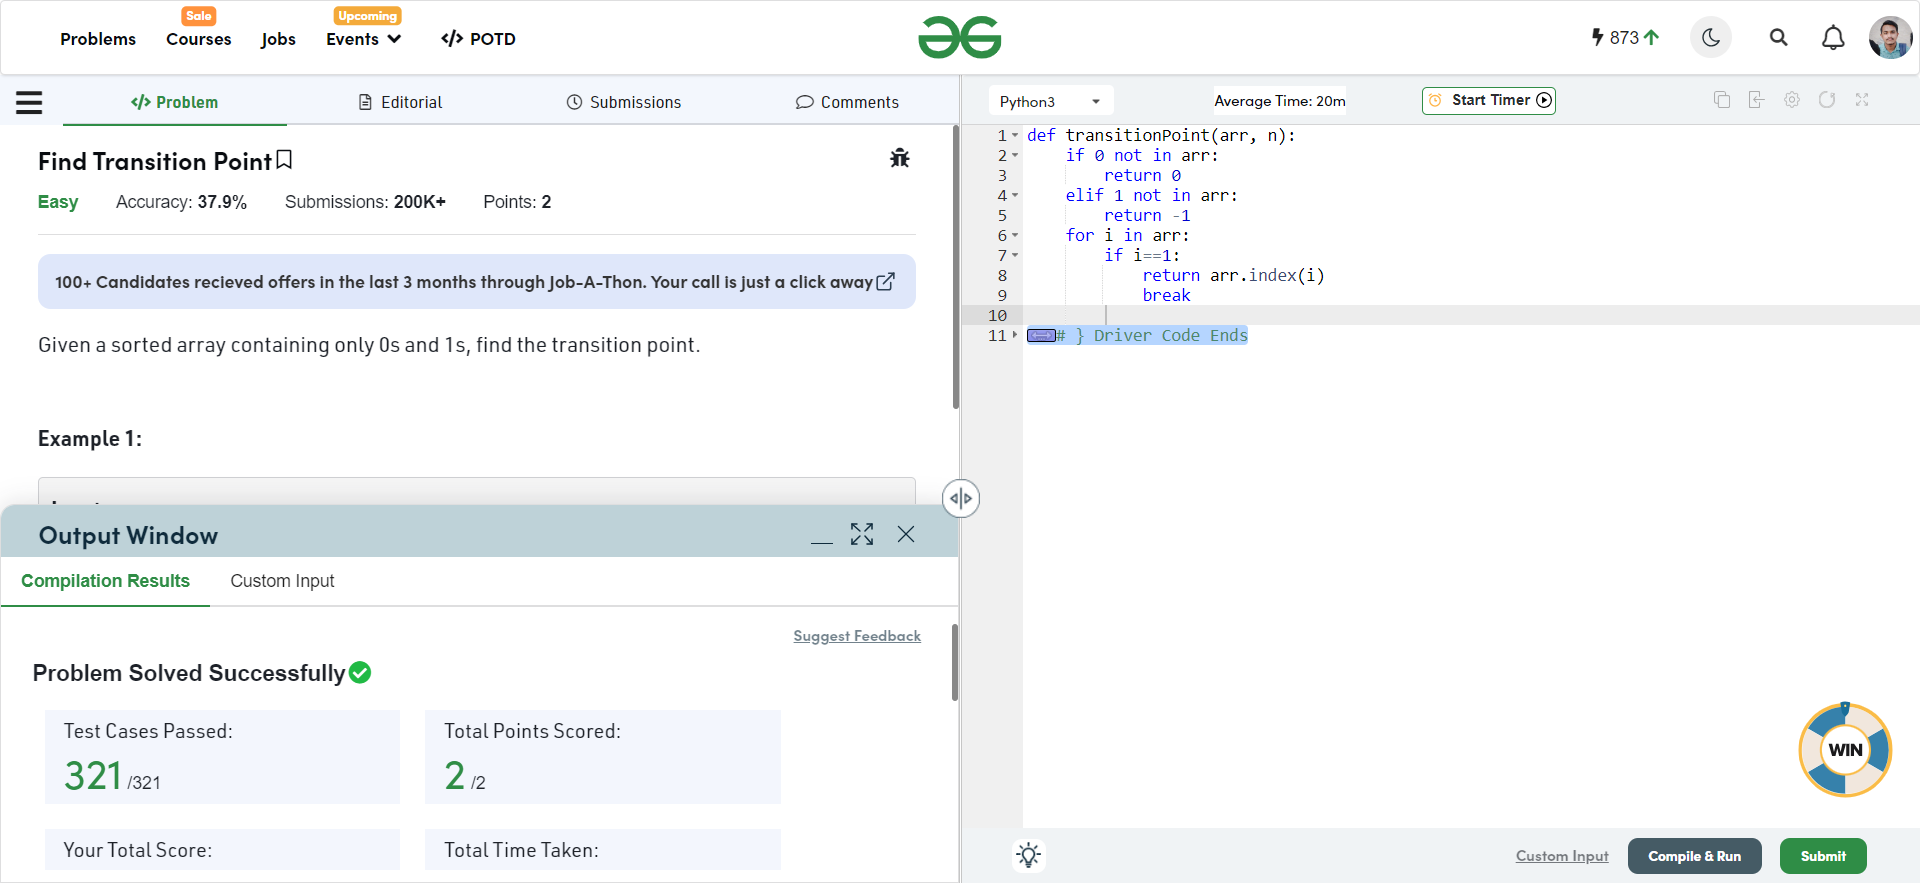 Sale
Upcoming
Problems Courses Jobs Events </> POTD
873
</> Problem Editorial Submissions Comments
Find Transition Point
Easy Accuracy: 37.9% Submissions: 200K+ Points: 2
100+ Candidates recieved offers in the last 3 months through Job-A-Thon. Your call is just a click away
Given a sorted array containing only 0s and 1s, find the transition point.
Example 1:
Output Window
Compilation Results Custom Input
Suggest Feedback
Problem Solved Successfully
Test Cases Passed: Total Points Scored:
321 /321 2 /2
Your Total Score: Total Time Taken:
Python3 Average Time: 20m Start Timer
1 def transitionPoint(arr, n):
2     if 0 not in arr:
3         return 0
4     elif 1 not in arr:
5         return -1
6     for i in arr:
7         if i==1:
8             return arr.index(i)
9             break
10
11 # } Driver Code Ends
WIN
Custom Input Compile & Run Submit